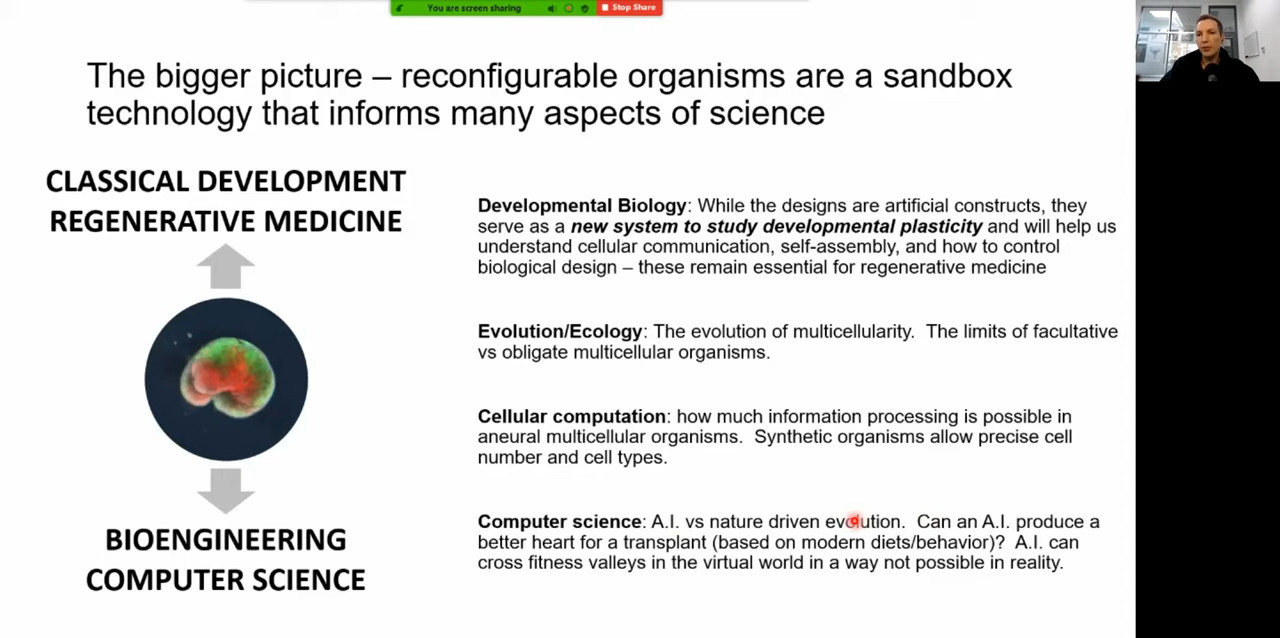 You are screen sharing
Stop Share
The bigger picture – reconfigurable organisms are a sandbox
technology that informs many aspects of science
CLASSICAL DEVELOPMENT
REGENERATIVE MEDICINE
BIOENGINEERING
COMPUTER SCIENCE
Developmental Biology: While the designs are artificial constructs, they
serve as a new system to study developmental plasticity and will help us
understand cellular communication, self-assembly, and how to control
biological design – these remain essential for regenerative medicine
Evolution/Ecology: The evolution of multicellularity. The limits of facultative
vs obligate multicellular organisms.
Cellular computation: how much information processing is possible in
aneural multicellular organisms. Synthetic organisms allow precise cell
number and cell types.
Computer science: A.I. vs nature driven evolution. Can an A.I. produce a
better heart for a transplant (based on modern diets/behavior)? A.I. can
cross fitness valleys in the virtual world in a way not possible in reality.